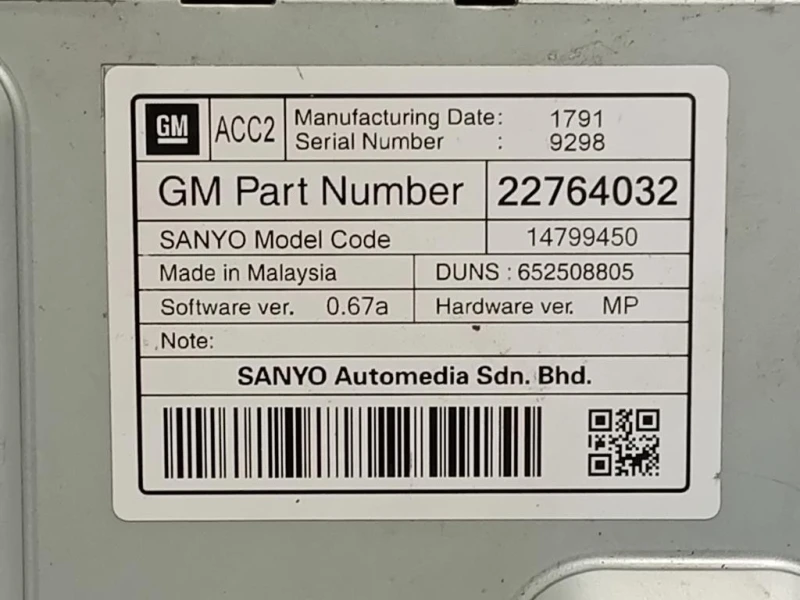 GM ACC2 Manufacturing Date: 1791
Serial Number : 9298
GM Part Number 22764032
SANYO Model Code 14799450
Made in Malaysia DUNS : 652508805
Software ver. 0.67a Hardware ver. MP
Note:
SANYO Automedia Sdn. Bhd.